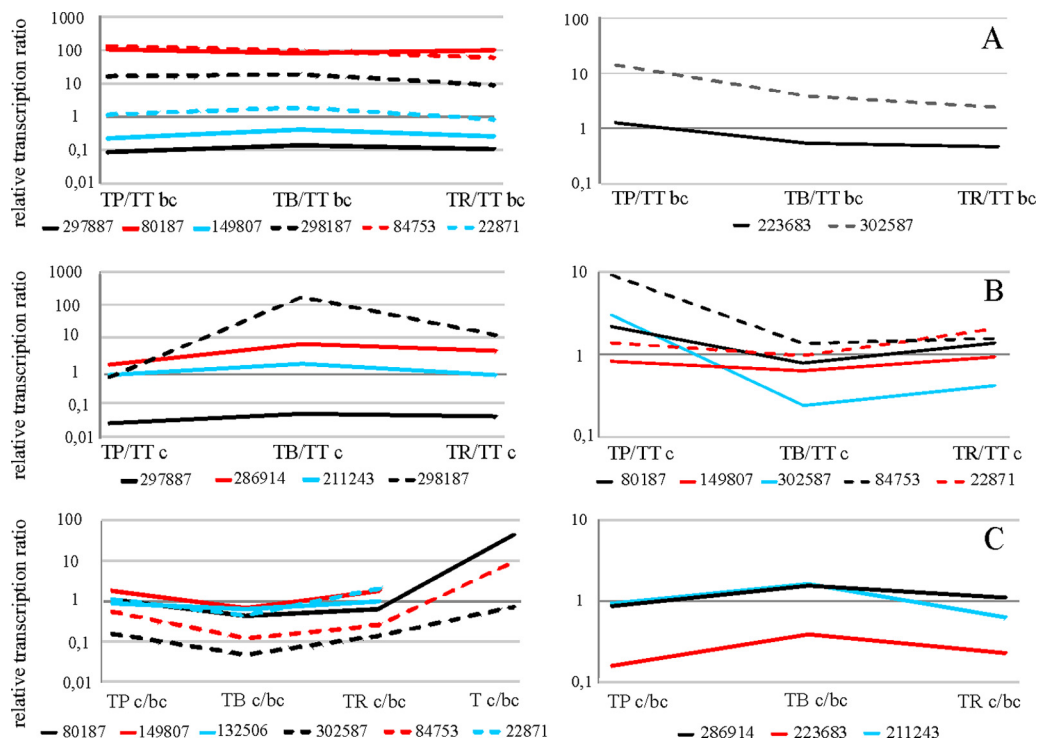 relative transcription ratio
1000
100
10
1
0,1
0,01
TP/TT bc TB/TT bc TR/TT bc
297887 80187 149807 298187 84753 22871
A
100
10
1
0,1
TP/TT bc TB/TT bc TR/TT bc
223683 302587
relative transcription ratio
1000
100
10
1
0,1
0,01
TP/TT c TB/TT c TR/TT c
297887 286914 211243 298187
B
10
1
0,1
TP/TT c TB/TT c TR/TT c
80187 149807 302587 84753 22871
relative transcription ratio
100
10
1
0,1
0,01
TP c/bc TB c/bc TR c/bc T c/bc
80187 149807 132506 302587 84753 22871
C
10
1
0,1
TP c/bc TB c/bc TR c/bc
286914 223683 211243